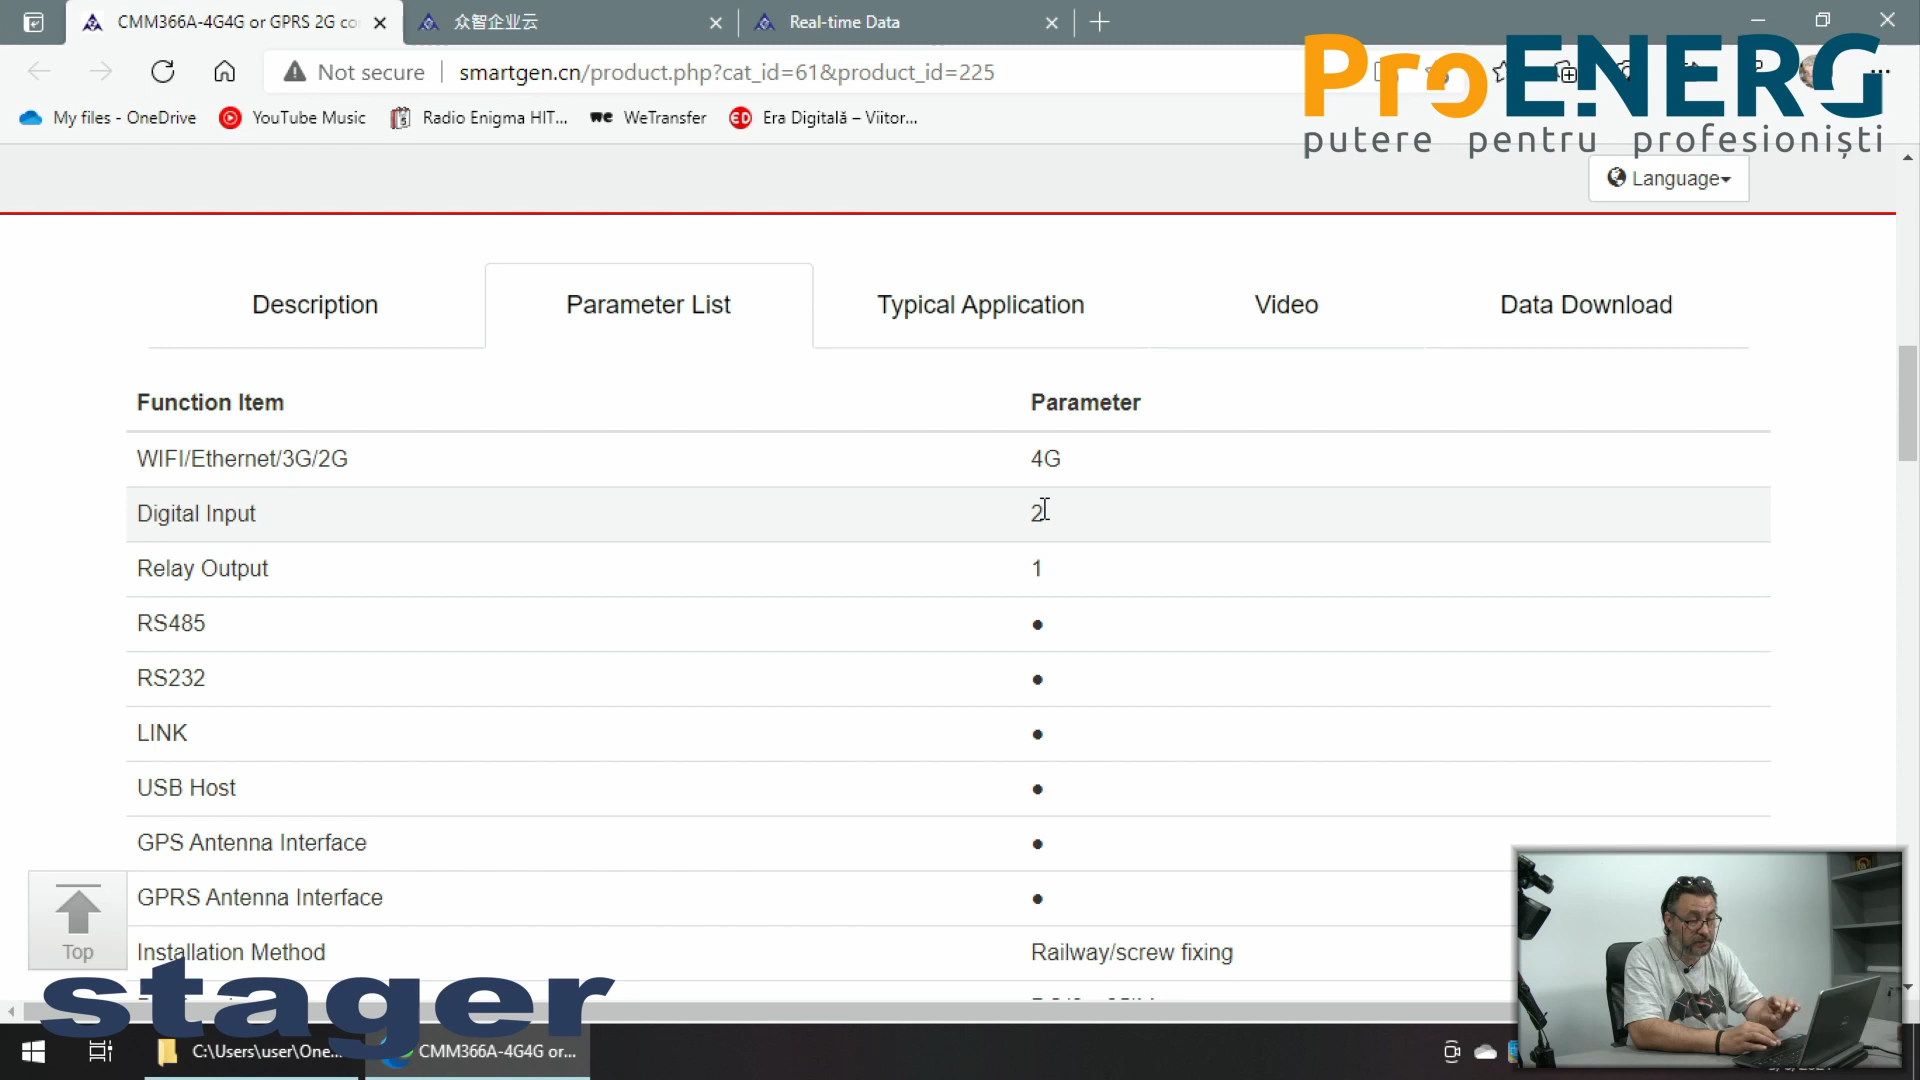 CMM366A-4G4G or GPRS 2G co
众智企业云
Real-time Data
Not secure
smartgen.cn/product.php?cat_id=61&product_id=225
My files - OneDrive
YouTube Music
Radio Enigma HIT...
WeTransfer
Era Digitală – Viitor...
ProENERG
putere pentru profesioniști
Language
Description
Parameter List
Typical Application
Video
Data Download
Function Item
Parameter
WIFI/Ethernet/3G/2G
4G
Digital Input
2
Relay Output
1
RS485
●
RS232
●
LINK
●
USB Host
●
GPS Antenna Interface
●
GPRS Antenna Interface
●
Top
Installation Method
Railway/screw fixing
stager
C:\Users\user\One...
CMM366A-4G4G or...